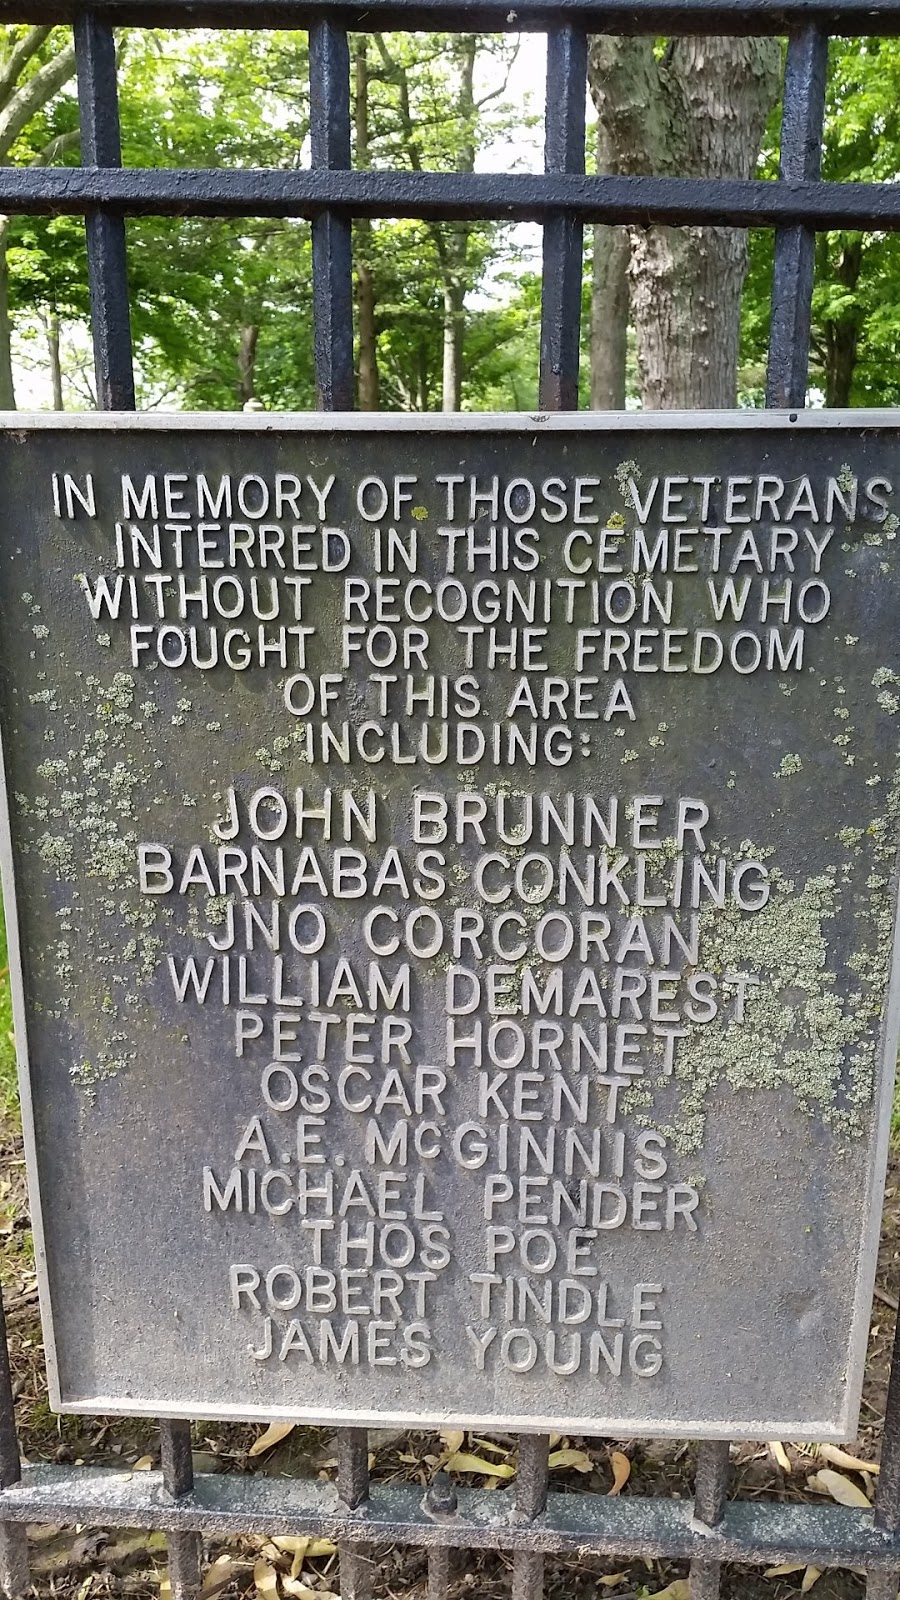 IN MEMORY OF THOSE VETERANS
INTERRED IN THIS CEMETARY
WITHOUT RECOGNITION WHO
FOUGHT FOR THE FREEDOM
OF THIS AREA
INCLUDING:
JOHN BRUNNER
BARNABAS CONKLING
JNO CORCORAN
WILLIAM DEMAREST
PETER HORNET
OSCAR KENT
A.E. McGINNIS
MICHAEL PENDER
THOS POE
ROBERT TINDLE
JAMES YOUNG